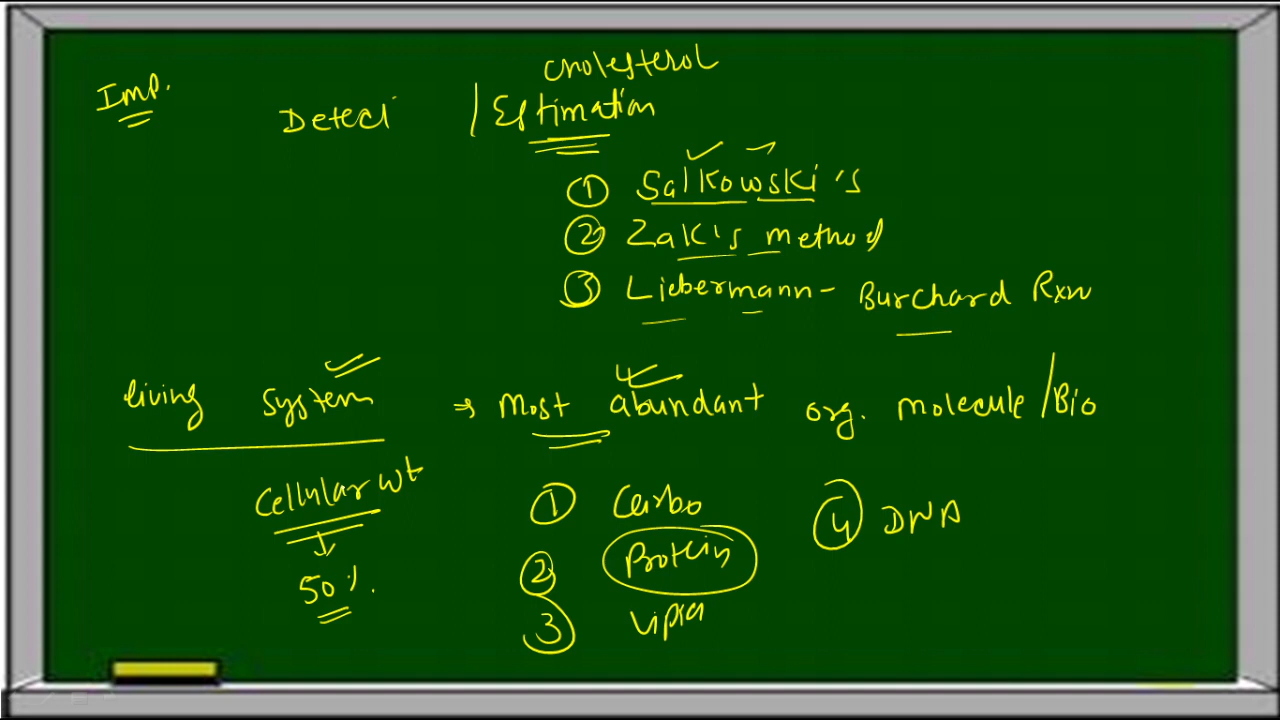 Imp.
Cholesterol
Detect / Estimation
① Salkowski's
② Zak's method
③ Liebermann - Burchard Rxn
living system ⇒ Most abundant org. molecule/Bio
Cellular wt
↓
50%.
① Carbo
② Protein
③ Lipid
④ DNA